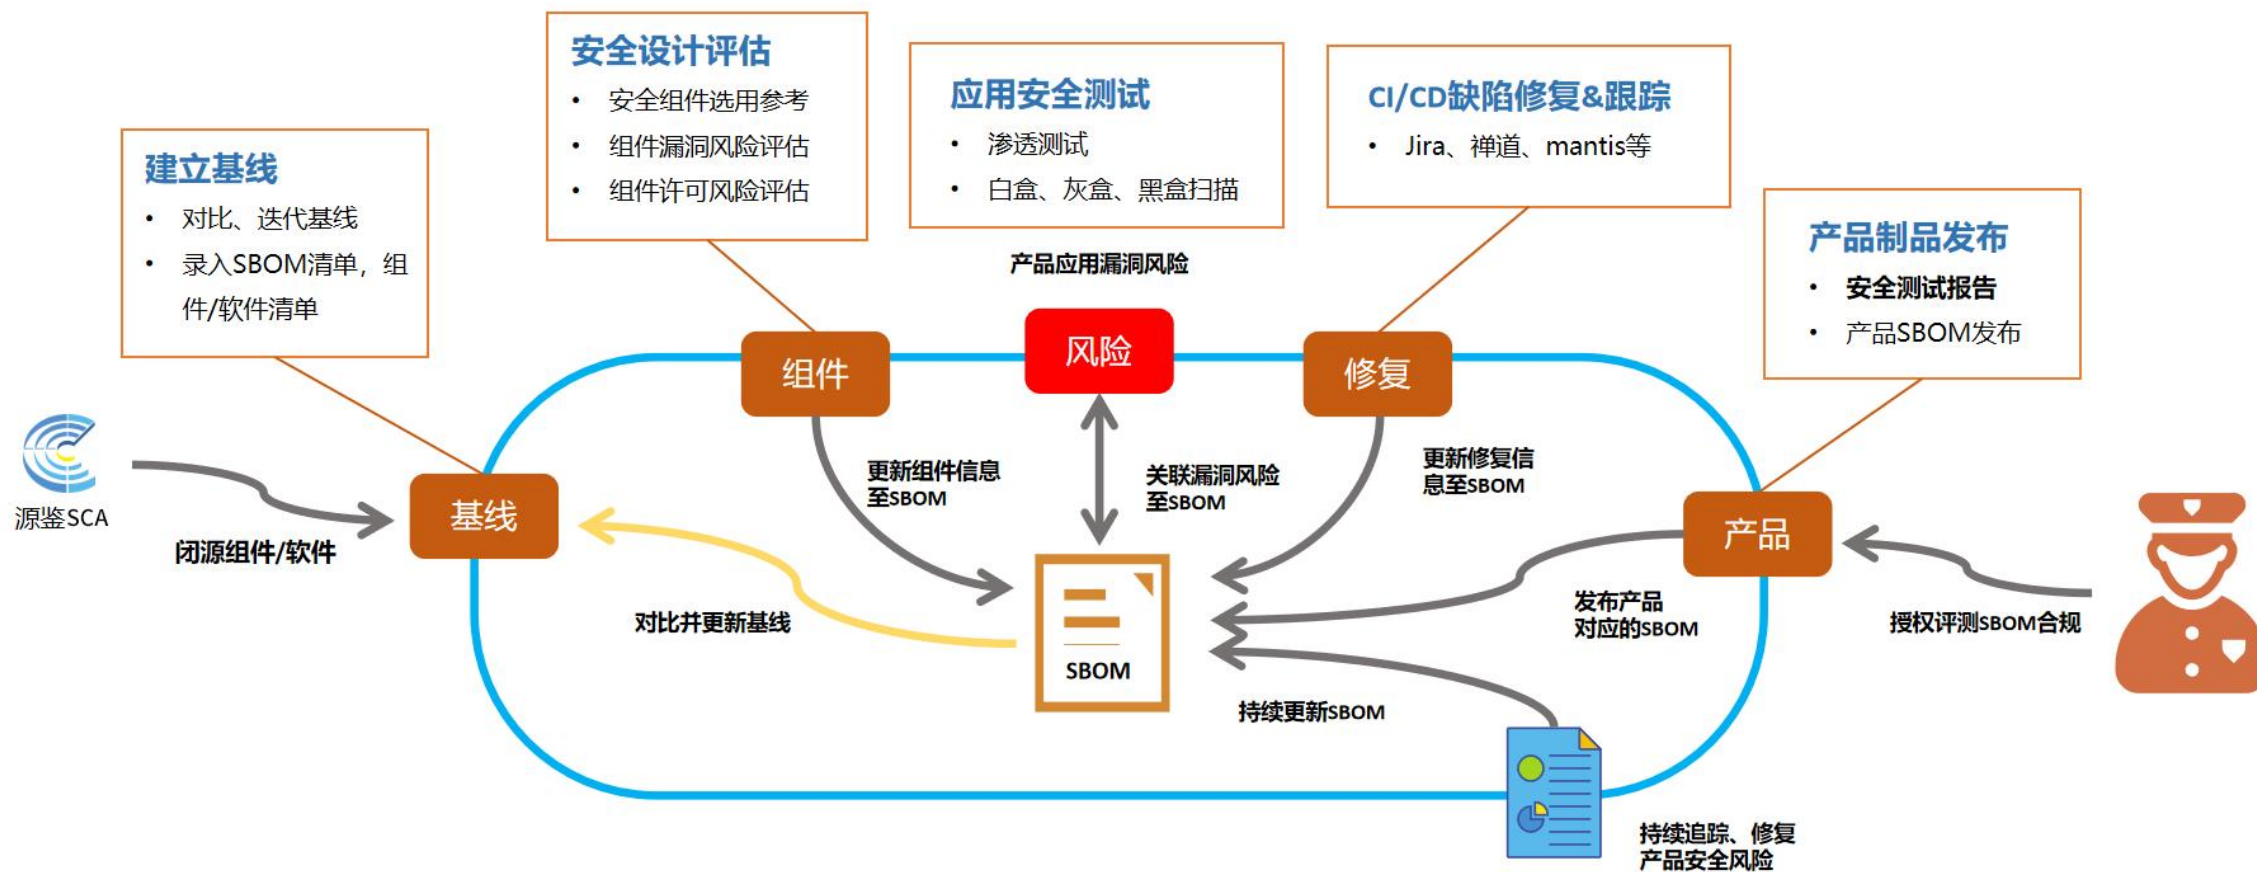 建立基线
• 对比、迭代基线
• 录入SBOM清单，组
件/软件清单
安全设计评估
• 安全组件选用参考
• 组件漏洞风险评估
• 组件许可风险评估
应用安全测试
• 渗透测试
• 白盒、灰盒、黑盒扫描
CI/CD缺陷修复&跟踪
• Jira、禅道、mantis等
产品制品发布
• 安全测试报告
• 产品SBOM发布
产品应用漏洞风险
组件
风险
修复
源鉴SCA
闭源组件/软件
基线
更新组件信息
至SBOM
关联漏洞风险
至SBOM
更新修复信
息至SBOM
产品
对比并更新基线
SBOM
发布产品
对应的SBOM
授权评测SBOM合规
持续更新SBOM
持续追踪、修复
产品安全风险